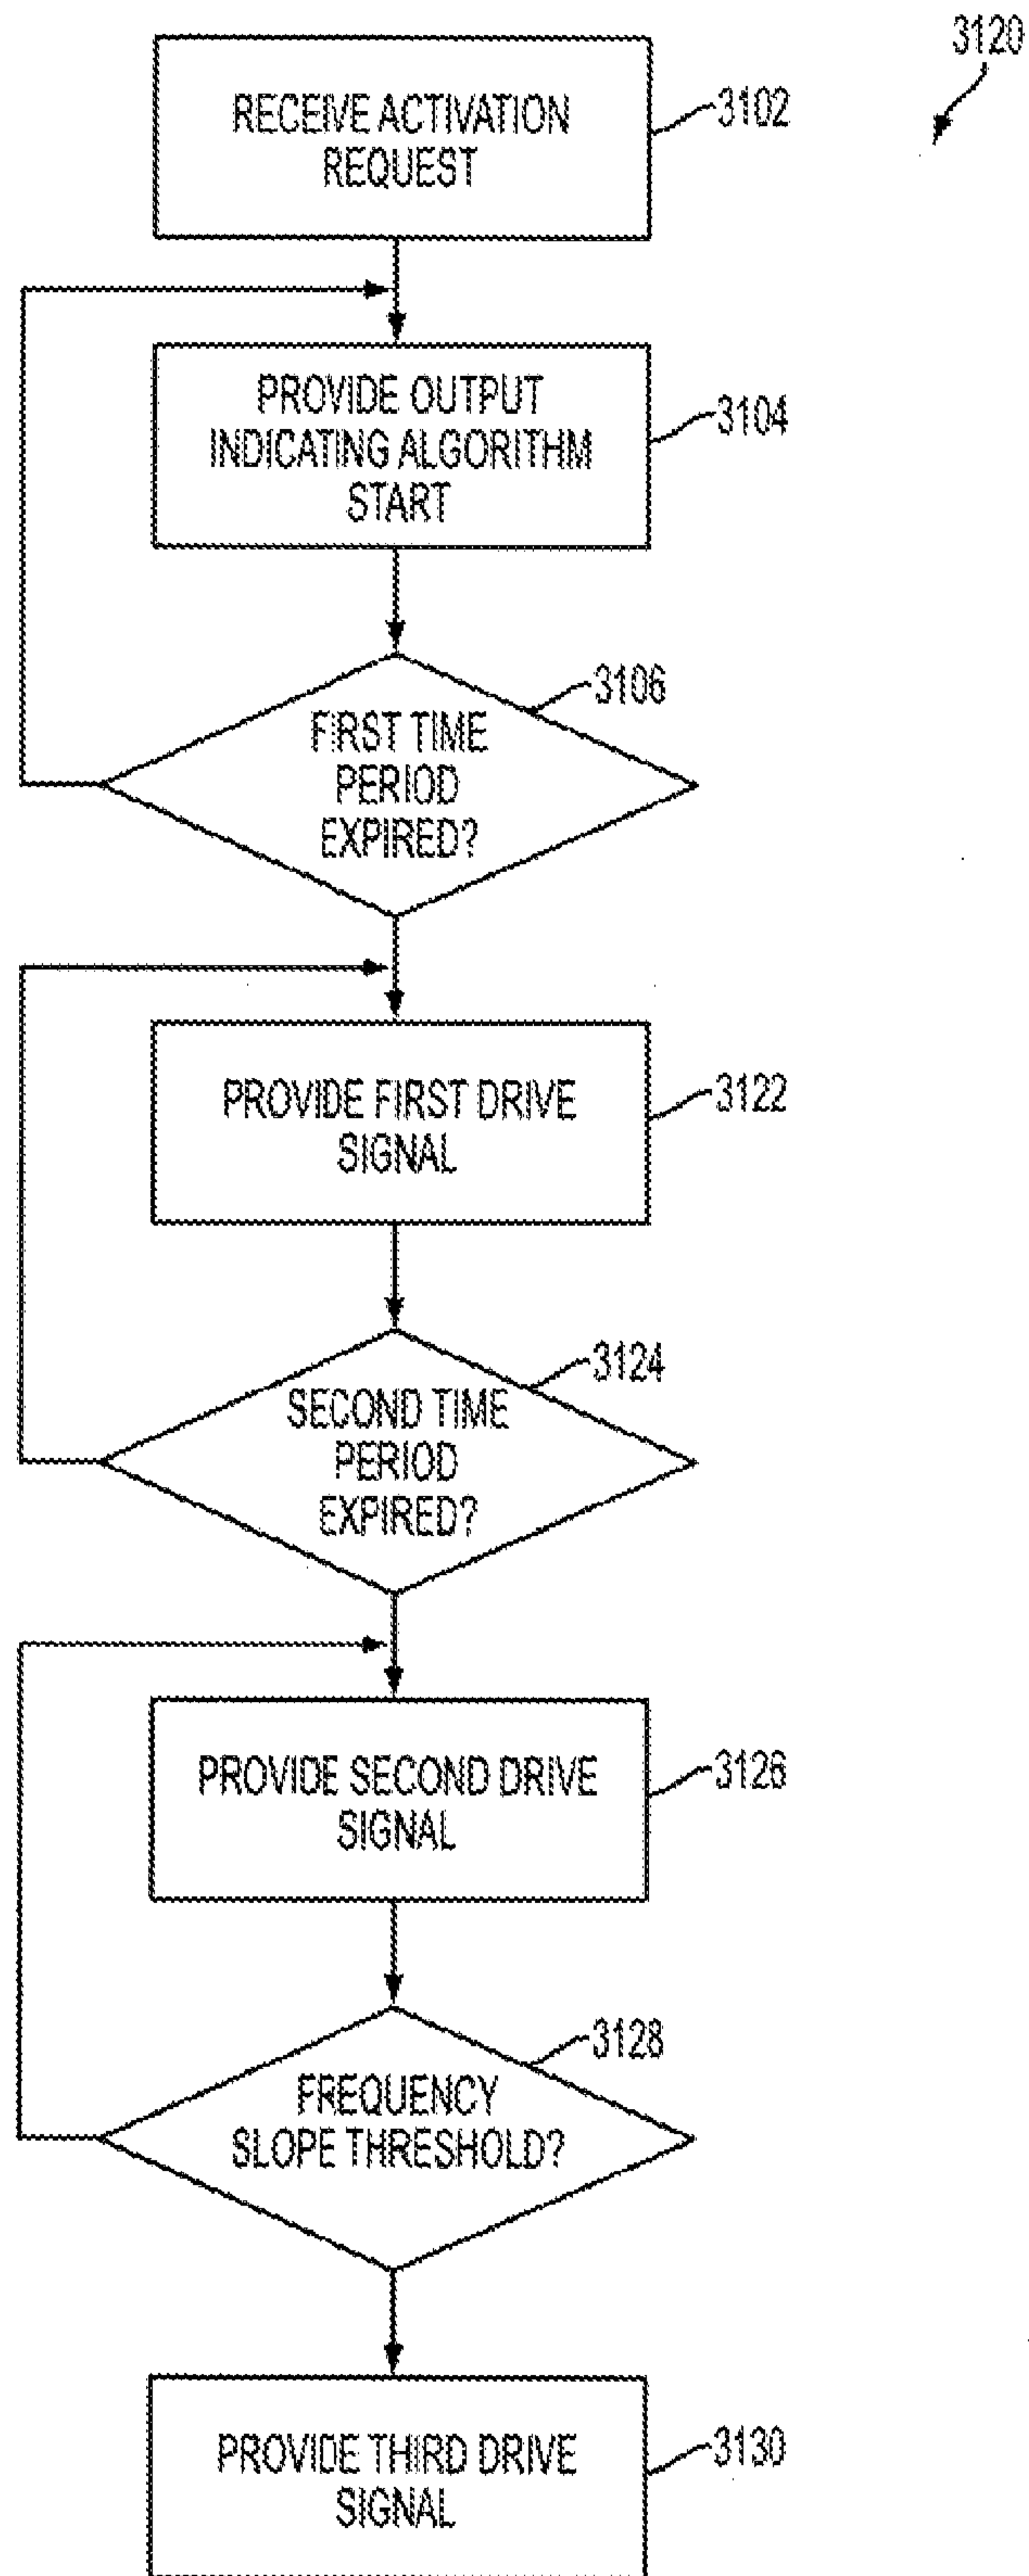 3120
RECEIVE ACTIVATION
REQUEST
3102
PROVIDE OUTPUT
INDICATING ALGORITHM
START
3104
FIRST TIME
PERIOD
EXPIRED?
3106
PROVIDE FIRST DRIVE
SIGNAL
3122
SECOND TIME
PERIOD
EXPIRED?
3124
PROVIDE SECOND DRIVE
SIGNAL
3126
FREQUENCY
SLOPE THRESHOLD?
3128
PROVIDE THIRD DRIVE
SIGNAL
3130